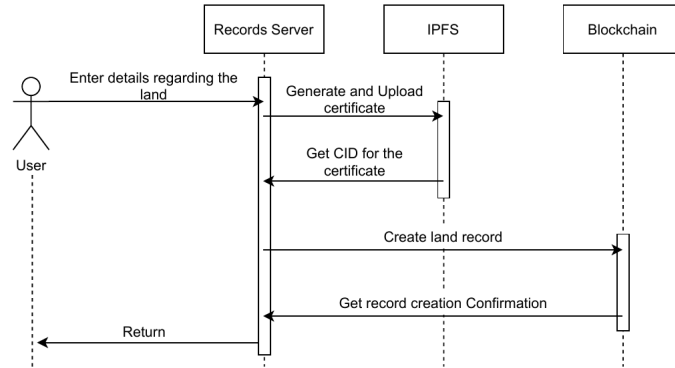 Records Server
IPFS
Blockchain
Enter details regarding the
land
Generate and Upload
certificate
User
Get CID for the
certificate
Create land record
Get record creation Confirmation
Return